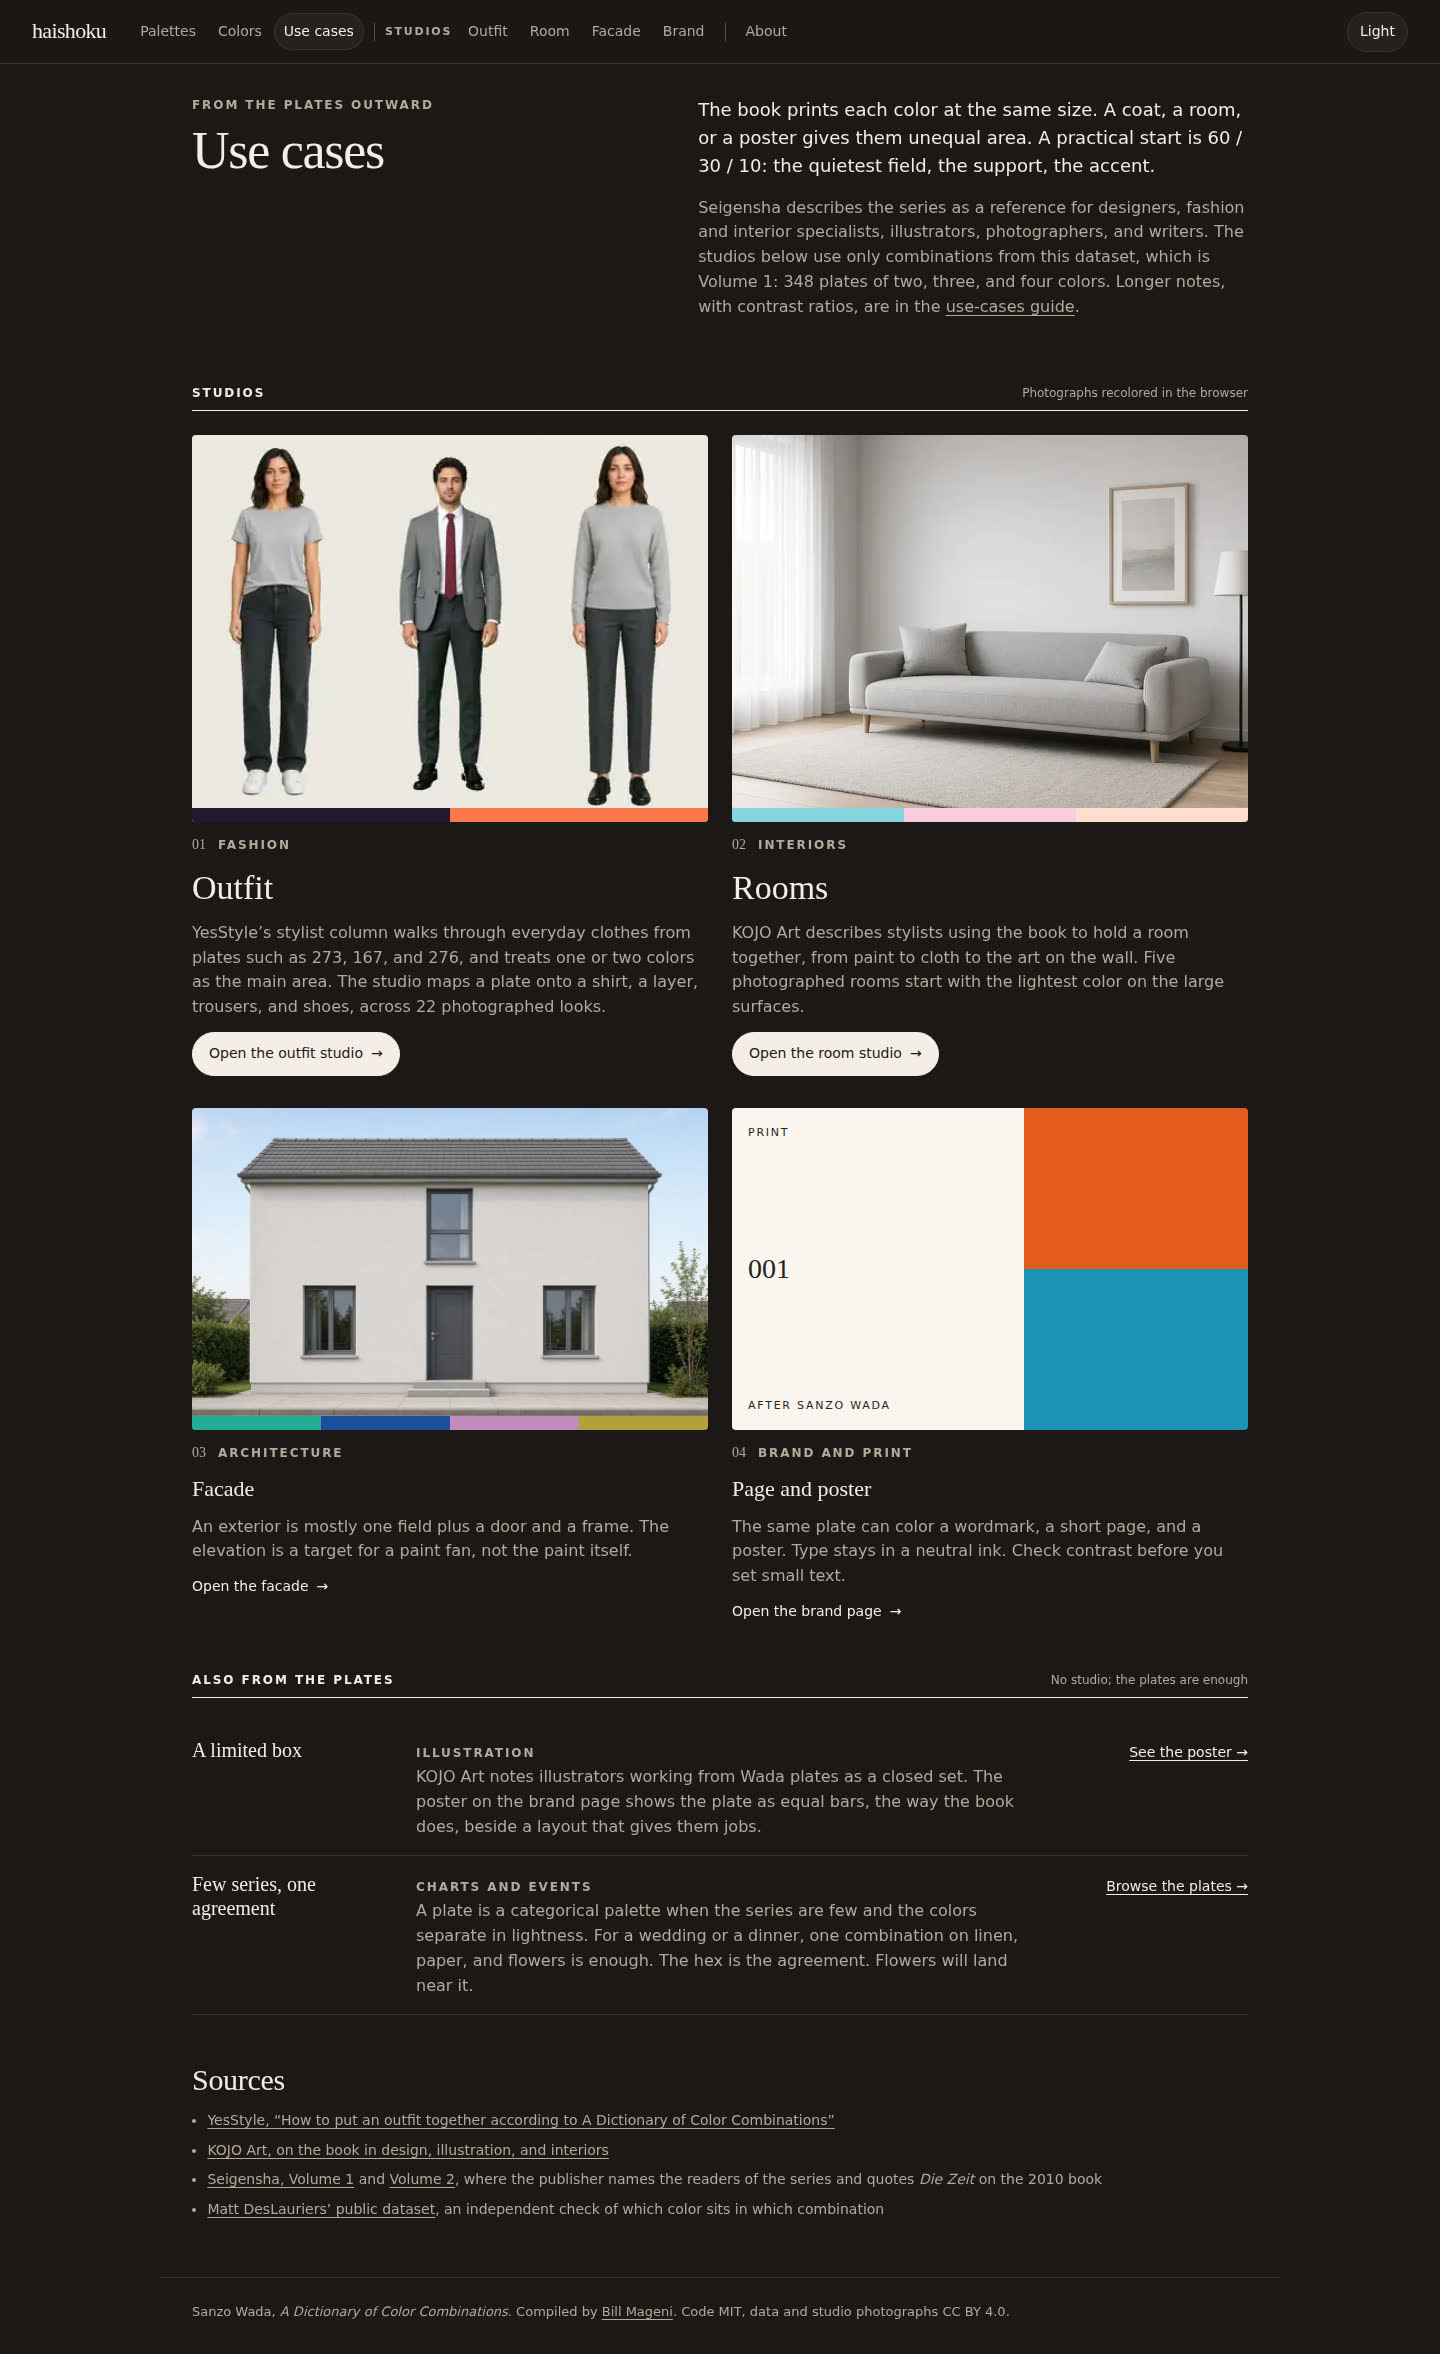 haishoku Palettes Colors Use cases STUDIOS Outfit Room Facade Brand About Light
FROM THE PLATES OUTWARD
Use cases
The book prints each color at the same size. A coat, a room,
or a poster gives them unequal area. A practical start is 60 /
30 / 10: the quietest field, the support, the accent.
Seigensha describes the series as a reference for designers, fashion
and interior specialists, illustrators, photographers, and writers. The
studios below use only combinations from this dataset, which is
Volume 1: 348 plates of two, three, and four colors. Longer notes,
with contrast ratios, are in the use-cases guide.
STUDIOS
Photographs recolored in the browser
01 FASHION
Outfit
YesStyle’s stylist column walks through everyday clothes from
plates such as 273, 167, and 276, and treats one or two colors
as the main area. The studio maps a plate onto a shirt, a layer,
trousers, and shoes, across 22 photographed looks.
Open the outfit studio →
02 INTERIORS
Rooms
KOJO Art describes stylists using the book to hold a room
together, from paint to cloth to the art on the wall. Five
photographed rooms start with the lightest color on the large
surfaces.
Open the room studio →
03 ARCHITECTURE
Facade
An exterior is mostly one field plus a door and a frame. The
elevation is a target for a paint fan, not the paint itself.
Open the facade →
PRINT
001
AFTER SANZO WADA
04 BRAND AND PRINT
Page and poster
The same plate can color a wordmark, a short page, and a
poster. Type stays in a neutral ink. Check contrast before you
set small text.
Open the brand page →
ALSO FROM THE PLATES
No studio; the plates are enough
A limited box
ILLUSTRATION
KOJO Art notes illustrators working from Wada plates as a closed set. The
poster on the brand page shows the plate as equal bars, the way the book
does, beside a layout that gives them jobs.
See the poster →
Few series, one
agreement
CHARTS AND EVENTS
A plate is a categorical palette when the series are few and the colors
separate in lightness. For a wedding or a dinner, one combination on linen,
paper, and flowers is enough. The hex is the agreement. Flowers will land
near it.
Browse the plates →
Sources
• YesStyle, “How to put an outfit together according to A Dictionary of Color Combinations”
• KOJO Art, on the book in design, illustration, and interiors
• Seigensha, Volume 1 and Volume 2, where the publisher names the readers of the series and quotes Die Zeit on the 2010 book
• Matt DesLauriers’ public dataset, an independent check of which color sits in which combination
Sanzo Wada, A Dictionary of Color Combinations. Compiled by Bill Mageni. Code MIT, data and studio photographs CC BY 4.0.